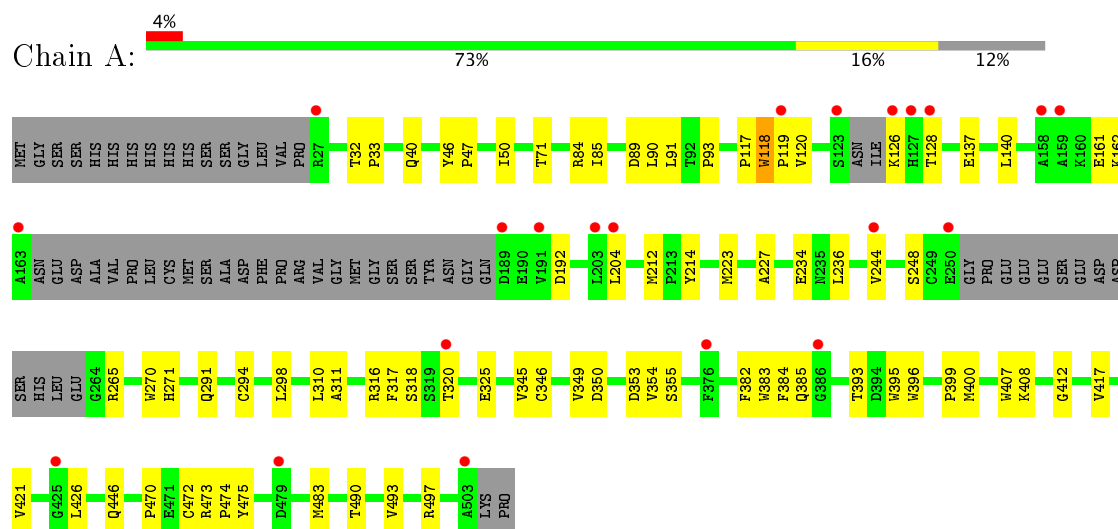 4%
Chain A:
73% 16% 12%
MET GLY SER SER HIS HIS HIS HIS HIS HIS SER SER GLY LEU VAL PRO R27 T32 P33 Q40 Y46 P47 I50 T71 R84 I85 D89 L90 L91 T92 P93 P117 W118 P119 V120 S123 ASN ILE K126 H127 T128 E137 L140 A158 A159 K160 E161 K162
A163 ASN GLU ASP ALA VAL PRO LEU CYS MET SER ALA ASP PHE PRO ARG VAL GLY MET GLY SER SER TYR ASN GLY GLN D189 E190 V191 D192 L203 L204 M212 P213 Y214 M223 A227 E234 N235 L236 V244 S248 C249 E250 GLY PRO GLU GLU GLU SER GLU ASP ASP
SER HIS LEU GLU G264 R265 W270 H271 Q291 C294 L298 L310 A311 R316 F317 S318 S319 T320 E325 V345 C346 V349 D350 D353 V354 S355 F376 F382 W383 F384 Q385 G386 T393 D394 W395 W396 P399 M400 W407 K408 G412 V417
V421 G425 L426 Q446 P470 E471 C472 R473 P474 Y475 D479 M483 T490 V493 R497 A503 LYS PRO